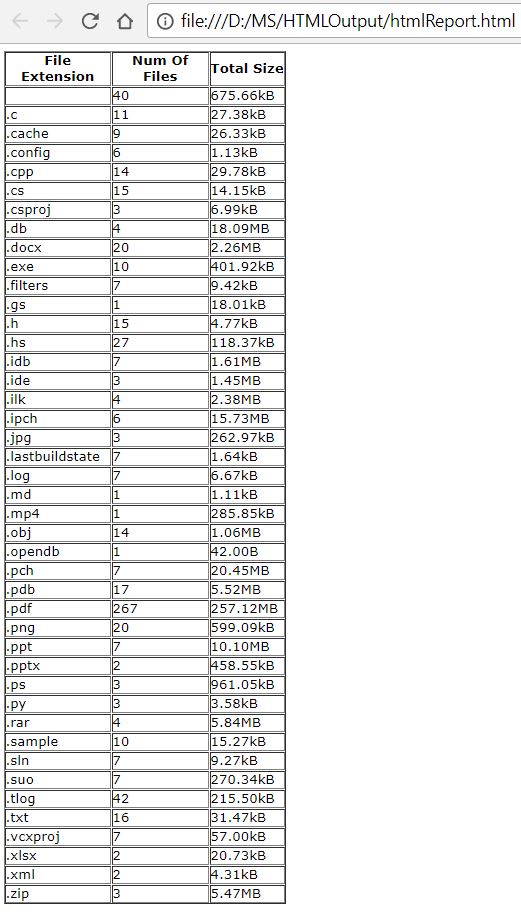 file:///D:/MS/HTMLOutput/htmlReport.html
File Extension Num Of Files Total Size
40 675.66kB
.c 11 27.38kB
.cache 9 26.33kB
.config 6 1.13kB
.cpp 14 29.78kB
.cs 15 14.15kB
.csproj 3 6.99kB
.db 4 18.09MB
.docx 20 2.26MB
.exe 10 401.92kB
.filters 7 9.42kB
.gs 1 18.01kB
.h 15 4.77kB
.hs 27 118.37kB
.idb 7 1.61MB
.ide 3 1.45MB
.ilk 4 2.38MB
.ipch 6 15.73MB
.jpg 3 262.97kB
.lastbuildstate 7 1.64kB
.log 7 6.67kB
.md 1 1.11kB
.mp4 1 285.85kB
.obj 14 1.06MB
.opendb 1 42.00B
.pch 7 20.45MB
.pdb 17 5.52MB
.pdf 267 257.12MB
.png 20 599.09kB
.ppt 7 10.10MB
.pptx 2 458.55kB
.ps 3 961.05kB
.py 3 3.58kB
.rar 4 5.84MB
.sample 10 15.27kB
.sln 7 9.27kB
.suo 7 270.34kB
.tlog 42 215.50kB
.txt 16 31.47kB
.vcxproj 7 57.00kB
.xlsx 2 20.73kB
.xml 2 4.31kB
.zip 3 5.47MB